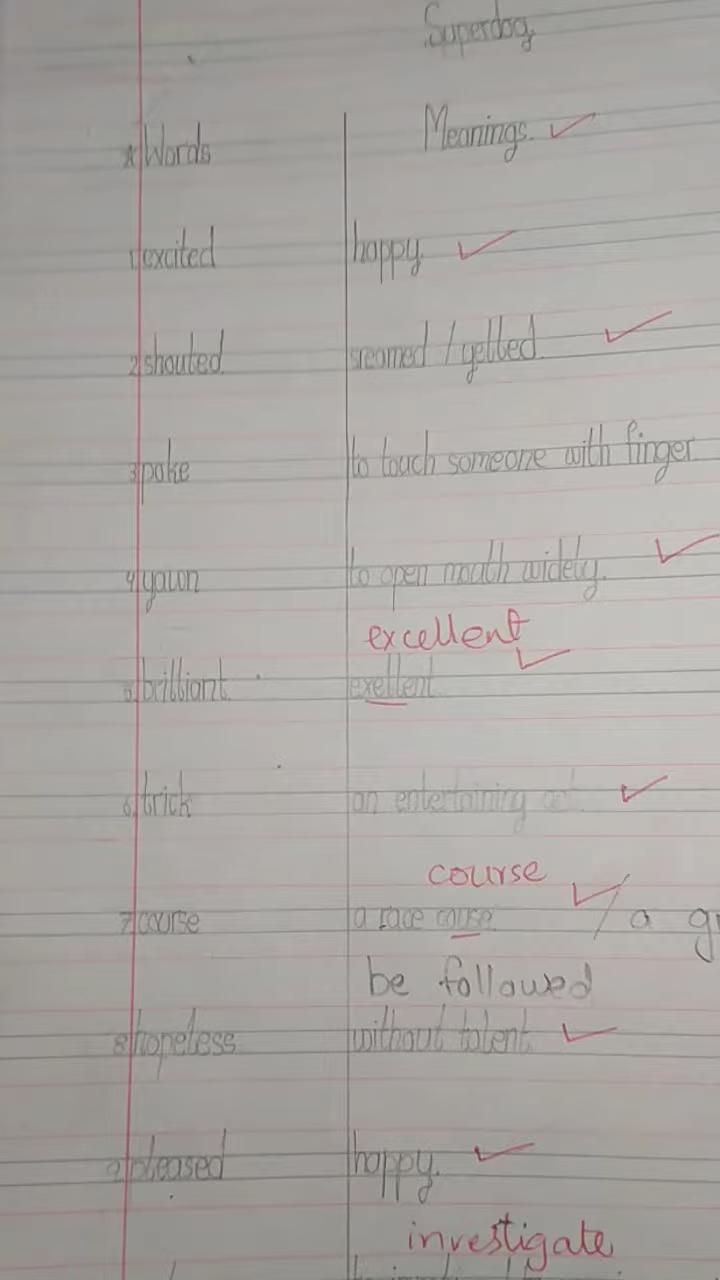 Superdog
* Words Meanings.
1 excited happy.
2 shouted sreamed / yelled
3 poke to touch someone with finger
4 yawn to open mouth widely.
excellent
5 brilliant exellent
6 trick an entertaining act.
course
7 course a race couse / a
be followed
8 hopeless without talent.
9 pleased happy.
investigate